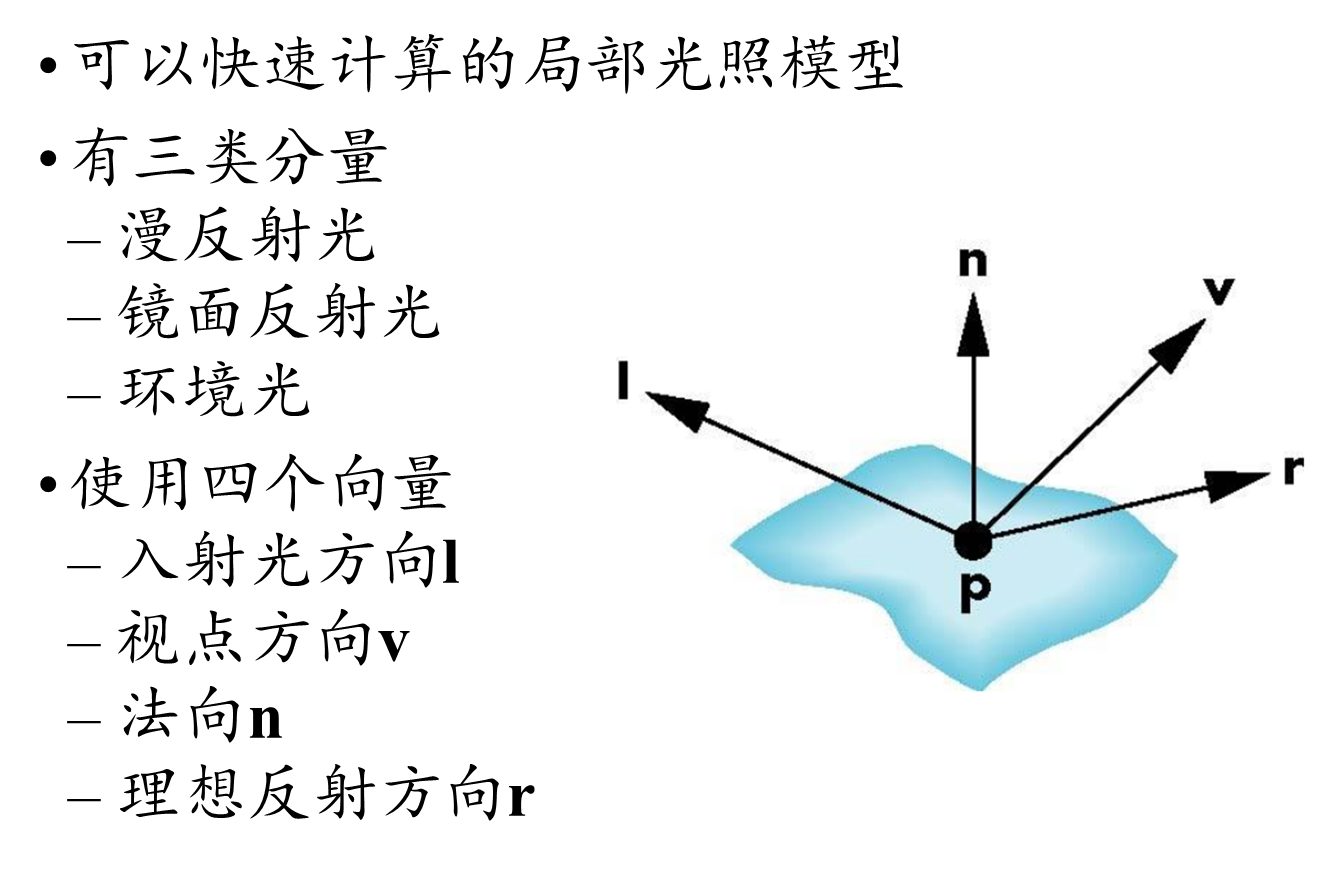 •可以快速计算的局部光照模型
•有三类分量
– 漫反射光
– 镜面反射光
– 环境光
•使用四个向量
– 入射光方向l
– 视点方向v
– 法向n
– 理想反射方向r
n
v
l
r
p